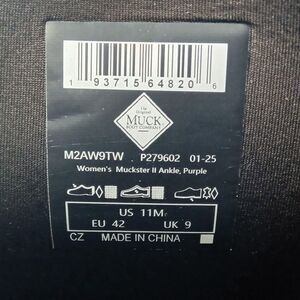 1 93715 64820 6
The Original
MUCK
BOOT COMPANY
M2AW9TW P279602 01-25
Women's Muckster II Ankle, Purple
US 11M
EU 42 UK 9
CZ MADE IN CHINA